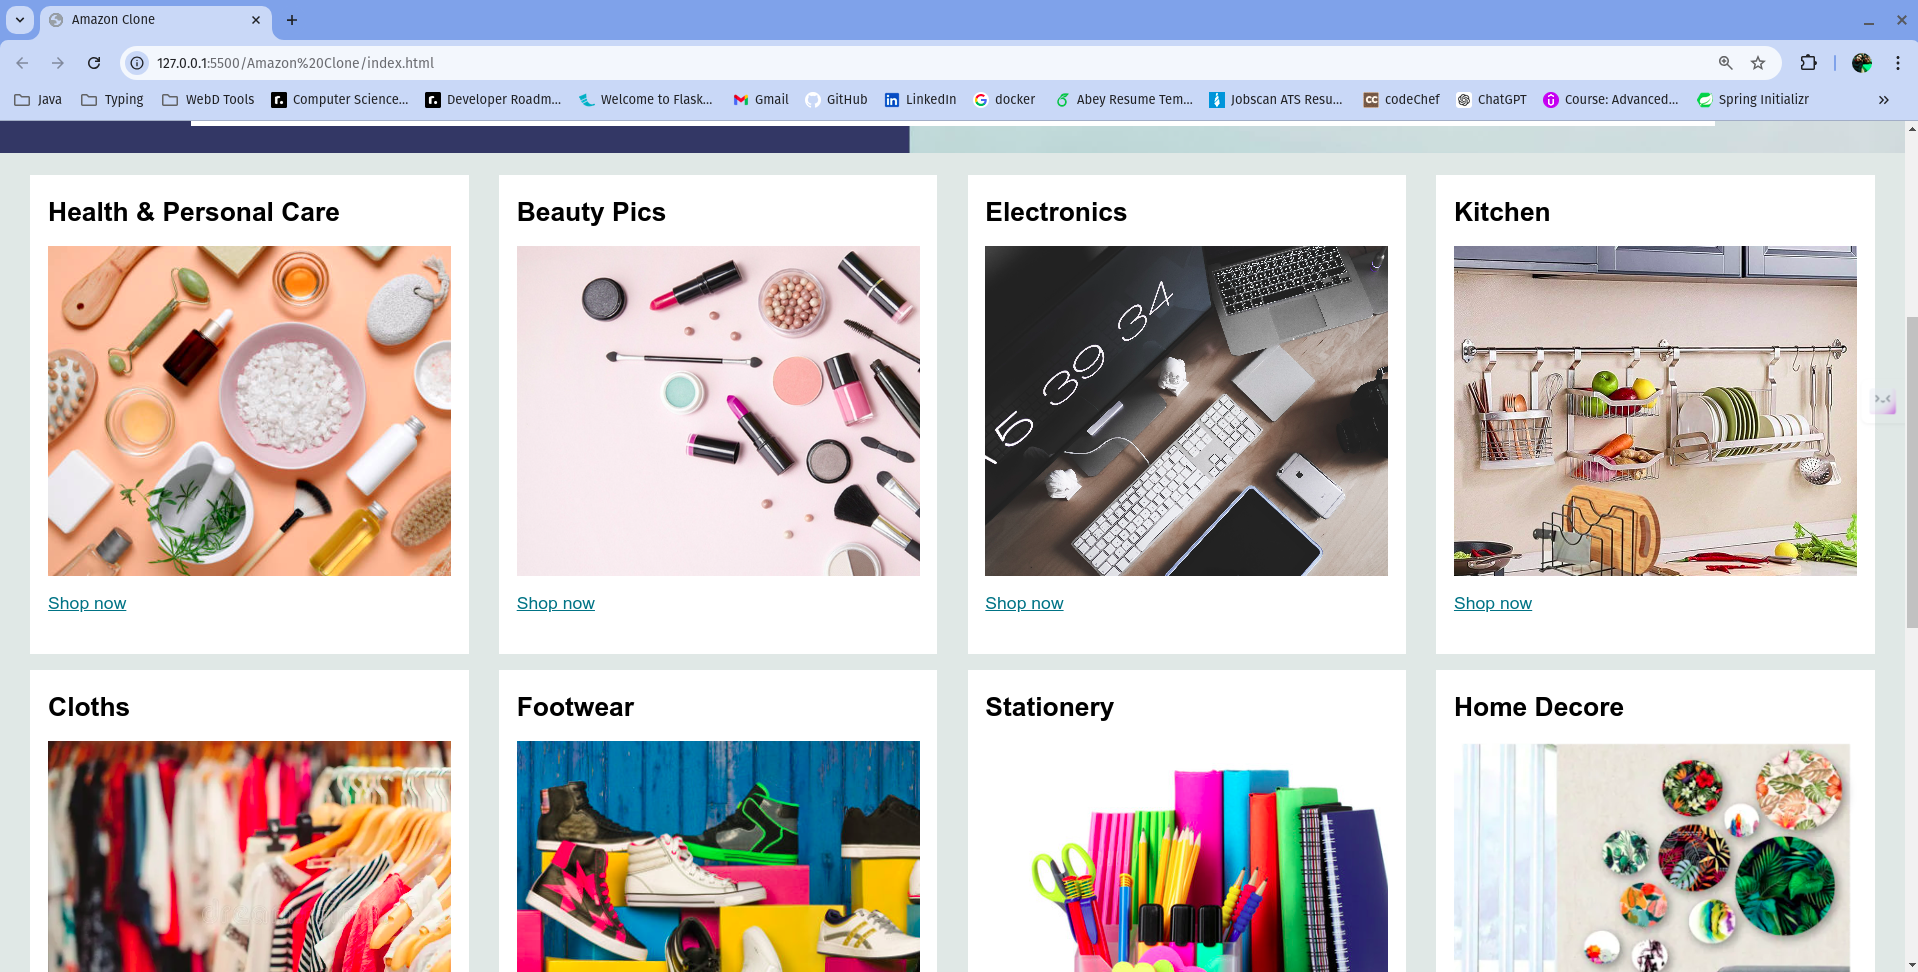 Amazon Clone
127.0.0.1:5500/Amazon%20Clone/index.html
Java Typing WebD Tools Computer Science... Developer Roadm... Welcome to Flask... Gmail GitHub LinkedIn docker Abey Resume Tem... Jobscan ATS Resu... codeChef ChatGPT Course: Advanced... Spring Initializr
Health & Personal Care
Beauty Pics
Electronics
Kitchen
5 39 34
Shop now
Shop now
Shop now
Shop now
Cloths
Footwear
Stationery
Home Decore